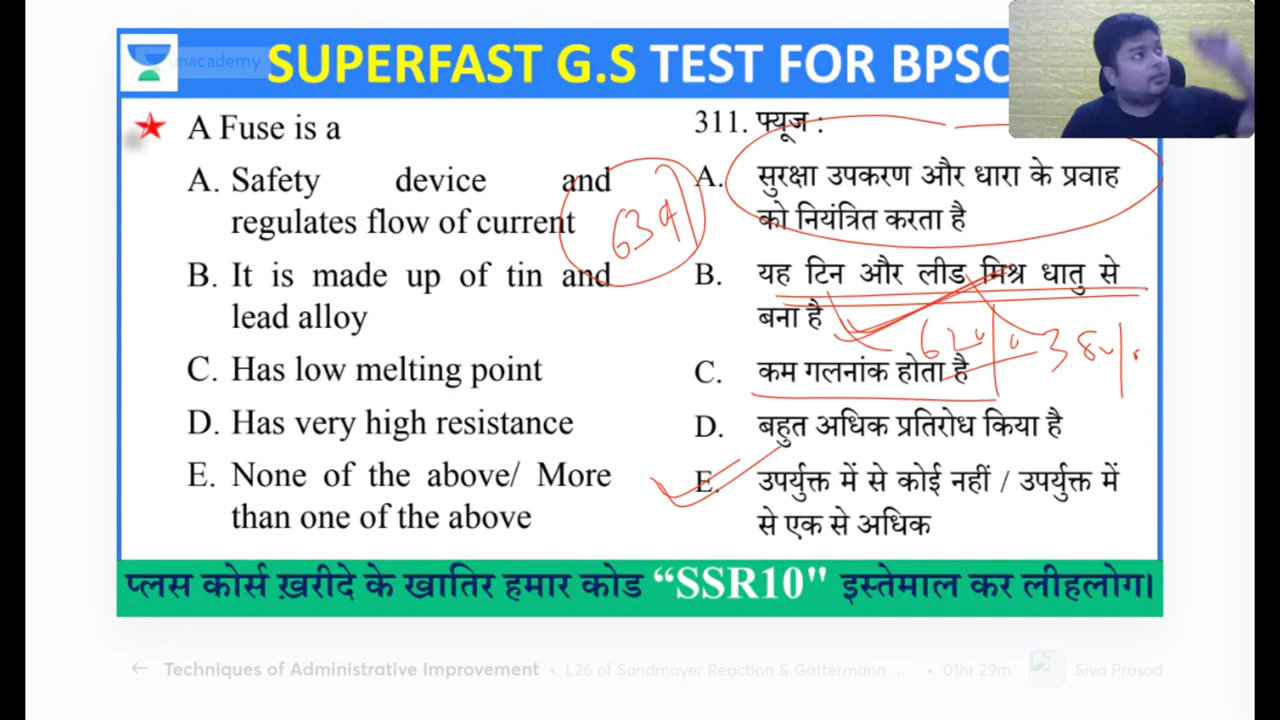 unacademy
SUPERFAST G.S TEST FOR BPSC
A Fuse is a
A. Safety device and
regulates flow of current
B. It is made up of tin and
lead alloy
C. Has low melting point
D. Has very high resistance
E. None of the above/ More
than one of the above
311. फ्यूज :
A. सुरक्षा उपकरण और धारा के प्रवाह
को नियंत्रित करता है
B. यह टिन और लीड मिश्र धातु से
बना है
C. कम गलनांक होता है
D. बहुत अधिक प्रतिरोध किया है
E. उपर्युक्त में से कोई नहीं / उपर्युक्त में
से एक से अधिक
प्लस कोर्स ख़रीदे के खातिर हमार कोड “SSR10" इस्तेमाल कर लीहलोग।
← Techniques of Administrative Improvement • L26 of Sandmayer Reaction & Gattermann ... • 01hr 29m Siva Prasad